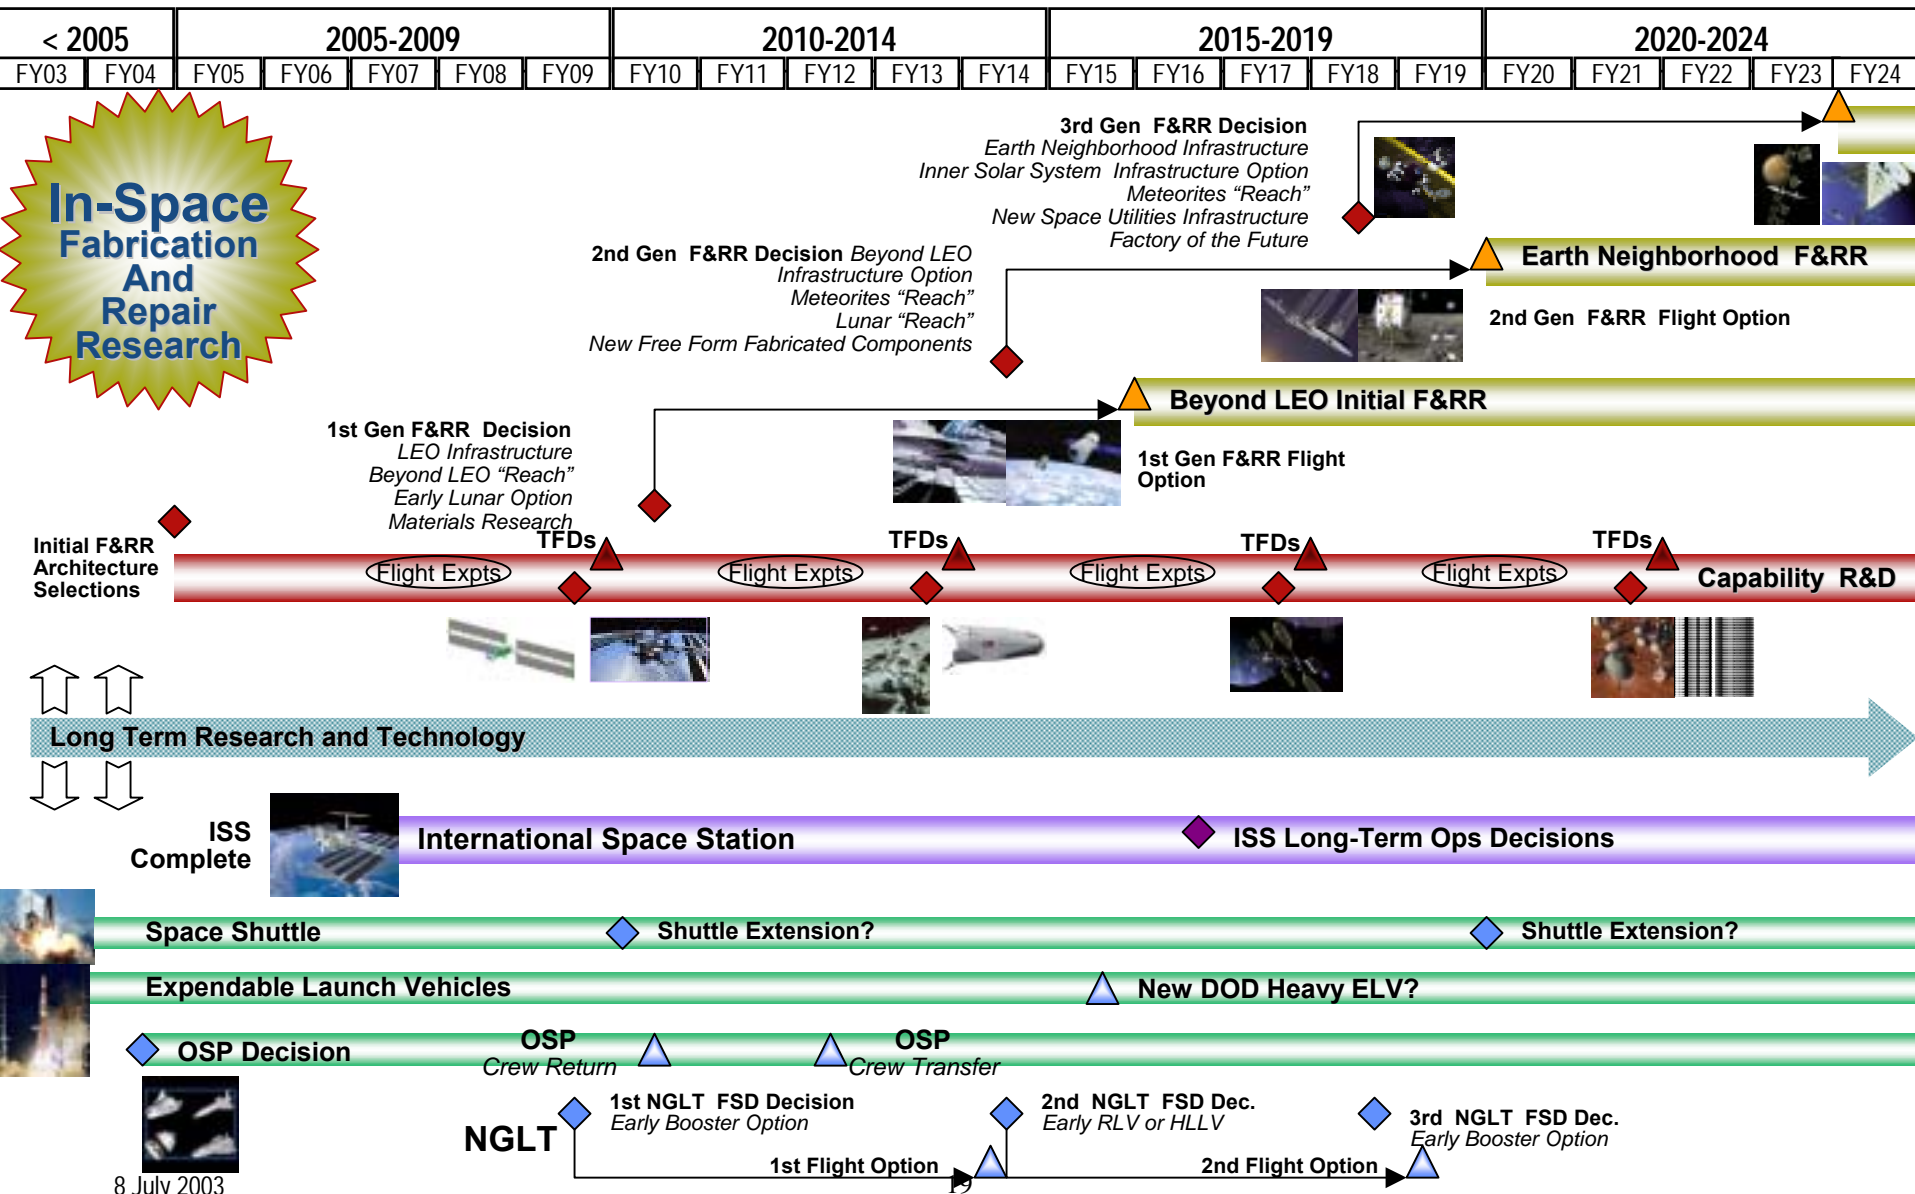 < 2005
2005-2009
2010-2014
2015-2019
2020-2024
FY03 FY04 FY05 FY06 FY07 FY08 FY09 FY10 FY11 FY12 FY13 FY14 FY15 FY16 FY17 FY18 FY19 FY20 FY21 FY22 FY23 FY24
In-Space
Fabrication
And
Repair
Research
3rd Gen F&RR Decision
Earth Neighborhood Infrastructure
Inner Solar System Infrastructure Option
Meteorites “Reach”
New Space Utilities Infrastructure
Factory of the Future
2nd Gen F&RR Decision Beyond LEO
Infrastructure Option
Meteorites “Reach”
Lunar “Reach”
New Free Form Fabricated Components
Earth Neighborhood F&RR
2nd Gen F&RR Flight Option
Beyond LEO Initial F&RR
1st Gen F&RR Flight
Option
1st Gen F&RR Decision
LEO Infrastructure
Beyond LEO “Reach”
Early Lunar Option
Materials Research
Initial F&RR
Architecture
Selections
TFDs
TFDs
TFDs
TFDs
Flight Expts
Flight Expts
Flight Expts
Flight Expts
Capability R&D
Long Term Research and Technology
ISS
Complete
International Space Station
ISS Long-Term Ops Decisions
Space Shuttle
Shuttle Extension?
Shuttle Extension?
Expendable Launch Vehicles
New DOD Heavy ELV?
OSP Decision
OSP
Crew Return
OSP
Crew Transfer
NGLT
1st NGLT FSD Decision
Early Booster Option
2nd NGLT FSD Dec.
Early RLV or HLLV
3rd NGLT FSD Dec.
Early Booster Option
1st Flight Option
2nd Flight Option
8 July 2003
19